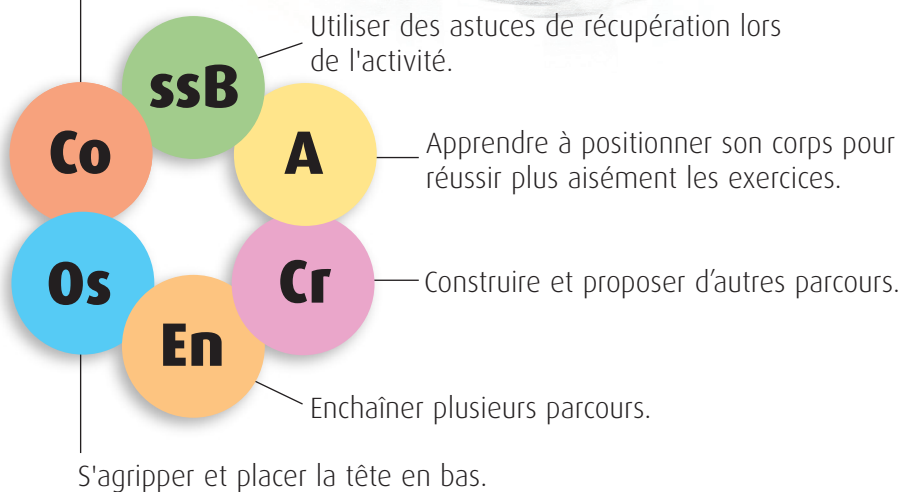 Utiliser des astuces de récupération lors
de l'activité.
ssB
Co
A
Apprendre à positionner son corps pour
réussir plus aisément les exercices.
Os
Cr
Construire et proposer d’autres parcours.
En
Enchaîner plusieurs parcours.
S'agripper et placer la tête en bas.